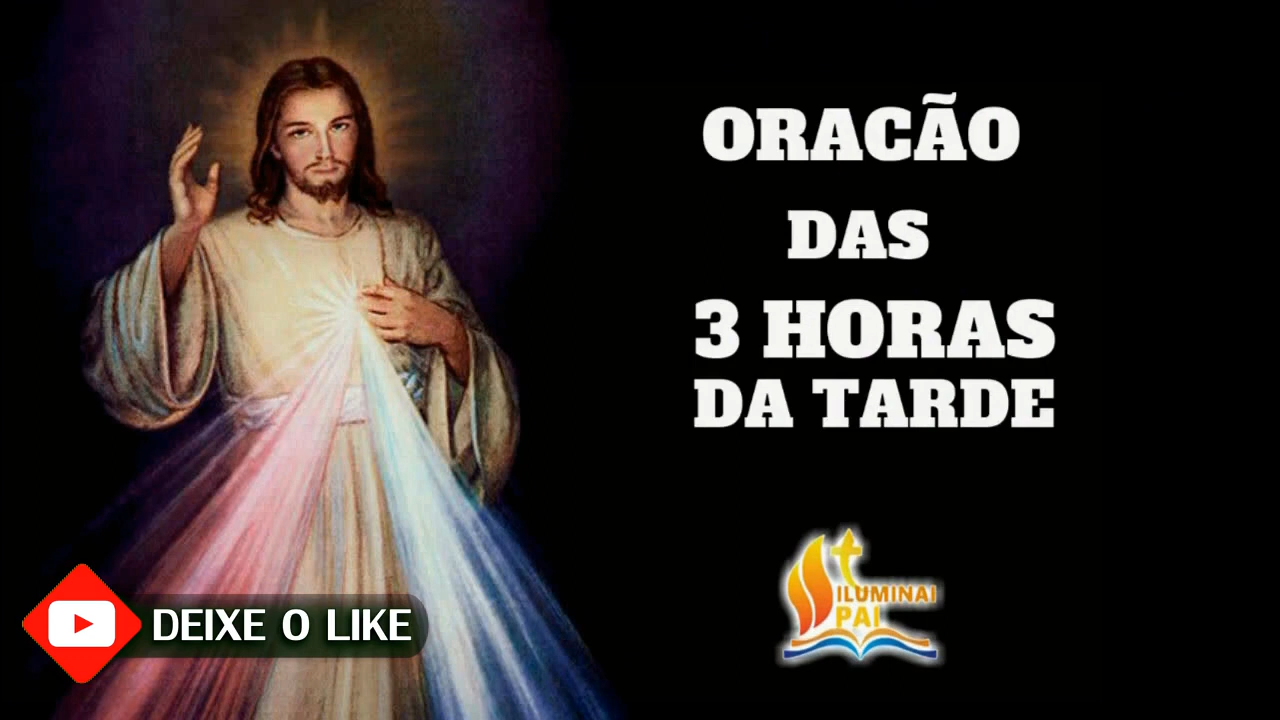 ORACÃO
DAS
3 HORAS
DA TARDE
ILUMINAI
PAI
DEIXE O LIKE